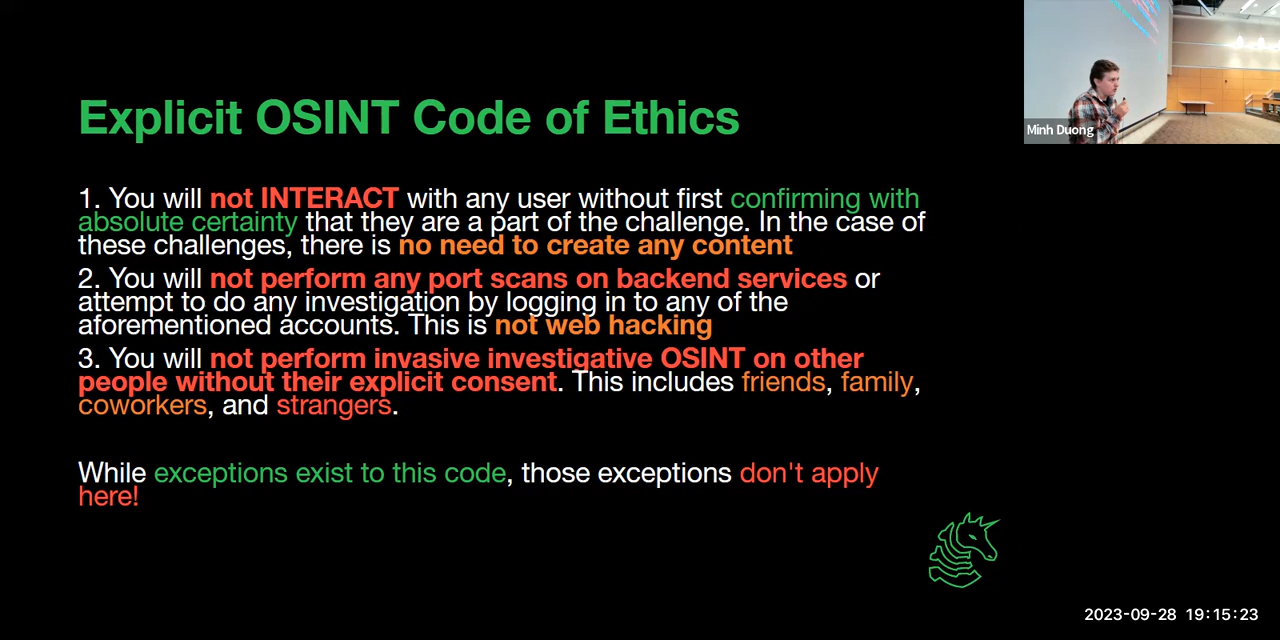 Explicit OSINT Code of Ethics
1. You will not INTERACT with any user without first confirming with
absolute certainty that they are a part of the challenge. In the case of
these challenges, there is no need to create any content
2. You will not perform any port scans on backend services or
attempt to do any investigation by logging in to any of the
aforementioned accounts. This is not web hacking
3. You will not perform invasive investigative OSINT on other
people without their explicit consent. This includes friends, family,
coworkers, and strangers.
While exceptions exist to this code, those exceptions don't apply
here!
Minh Duong
2023-09-28 19:15:23